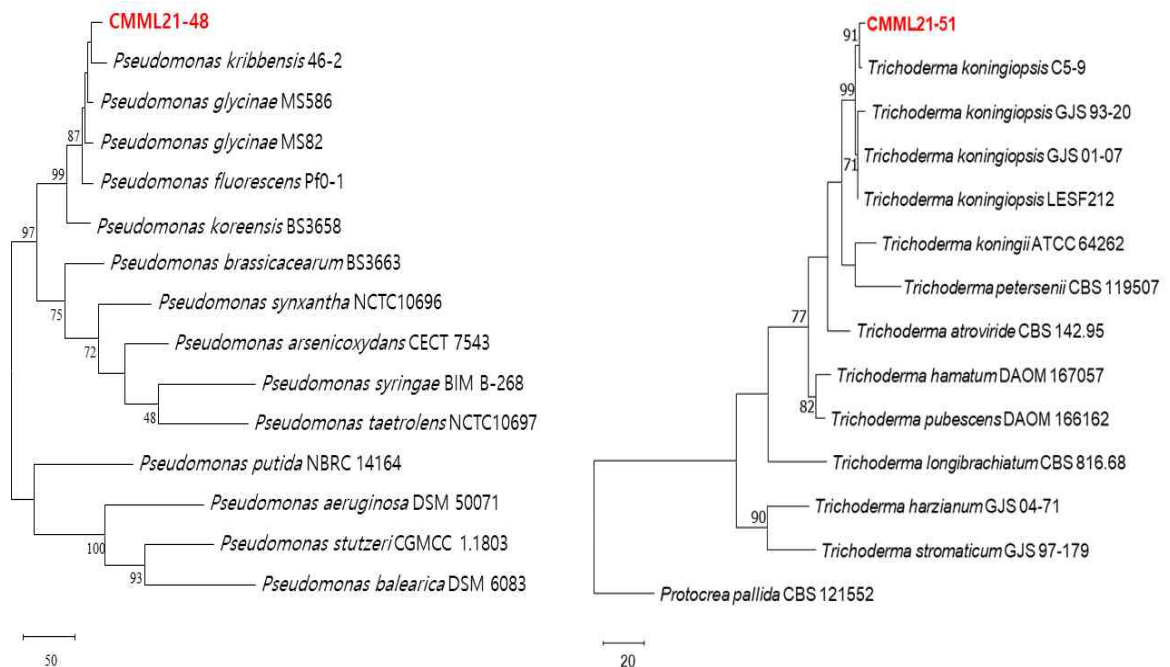 CMML21-48
Pseudomonas kribbensis 46-2
Pseudomonas glycinae MS586
87
Pseudomonas glycinae MS82
99
Pseudomonas fluorescens Pf0-1
97
Pseudomonas koreensis BS3658
Pseudomonas brassicacearum BS3663
75
Pseudomonas synxantha NCTC10696
72
Pseudomonas arsenicoxydans CECT 7543
Pseudomonas syringae BIM B-268
48
Pseudomonas taetrolens NCTC10697
Pseudomonas putida NBRC 14164
Pseudomonas aeruginosa DSM 50071
100
Pseudomonas stutzeri CGMCC 1.1803
93
Pseudomonas balearica DSM 6083
50
CMML21-51
91
Trichoderma koningiopsis C5-9
99
Trichoderma koningiopsis GJS 93-20
Trichoderma koningiopsis GJS 01-07
71
Trichoderma koningiopsis LESF212
Trichoderma koningii ATCC 64262
Trichoderma petersenii CBS 119507
77
Trichoderma atroviride CBS 142.95
Trichoderma hamatum DAOM 167057
82
Trichoderma pubescens DAOM 166162
Trichoderma longibrachiatum CBS 816.68
Trichoderma harzianum GJS 04-71
90
Trichoderma stromaticum GJS 97-179
Protocrea pallida CBS 121552
20